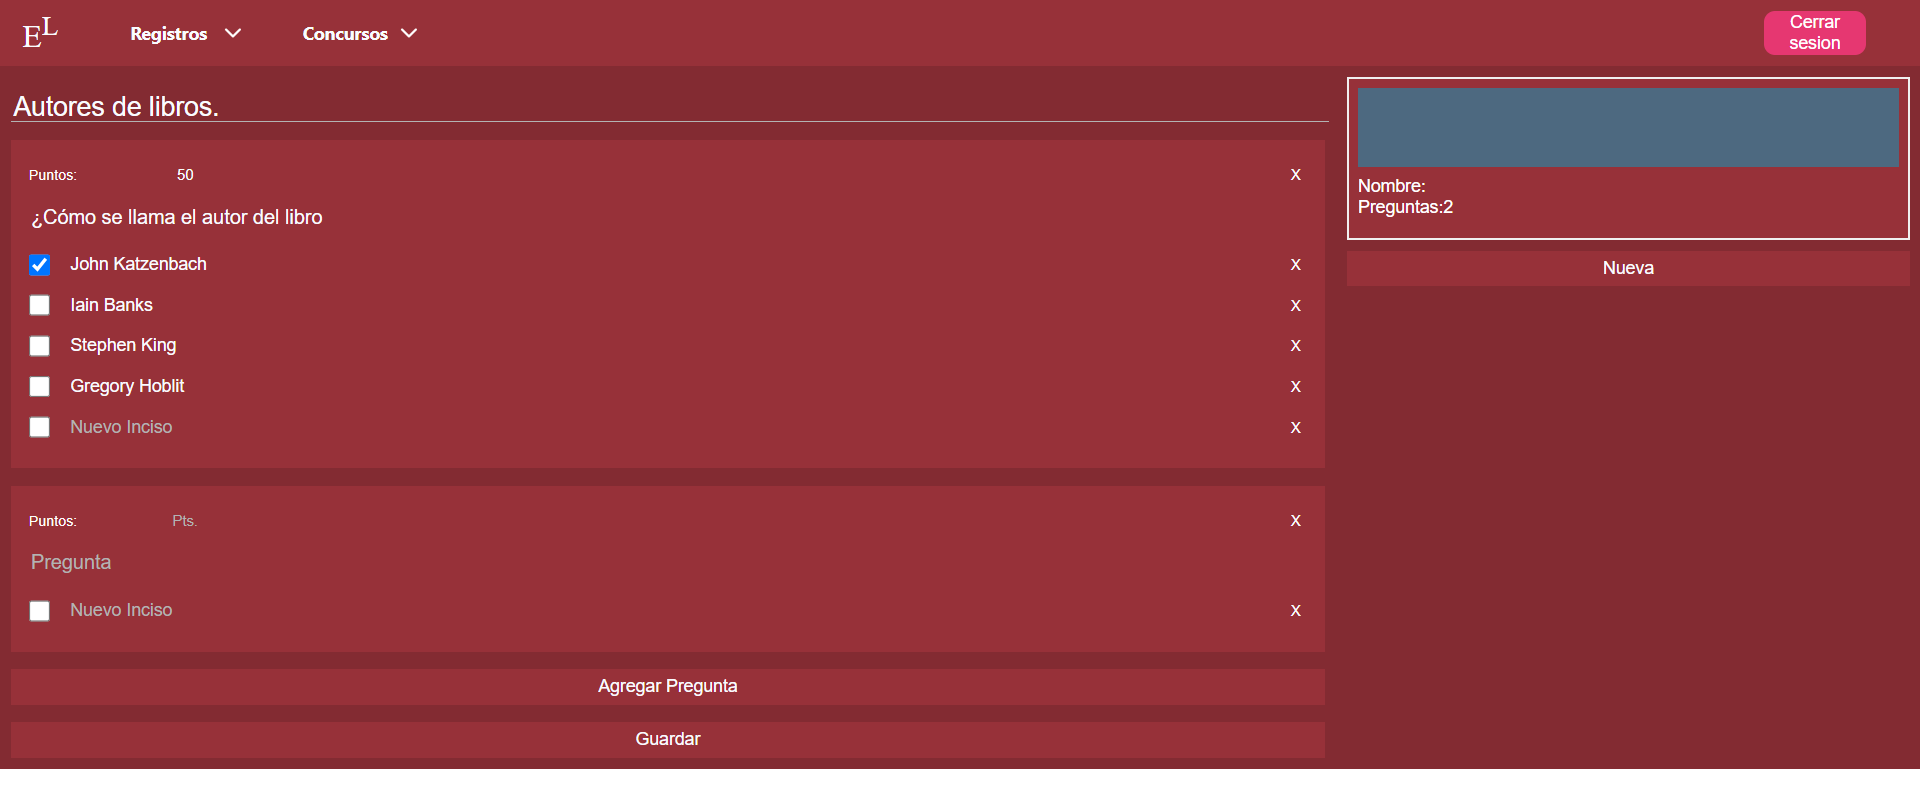 EL
Registros
Concursos
Cerrar
sesion
Autores de libros.
Puntos: 50 X
¿Cómo se llama el autor del libro
John Katzenbach X
Iain Banks X
Stephen King X
Gregory Hoblit X
Nuevo Inciso X
Puntos: Pts. X
Pregunta
Nuevo Inciso X
Agregar Pregunta
Guardar
Nombre:
Preguntas:2
Nueva